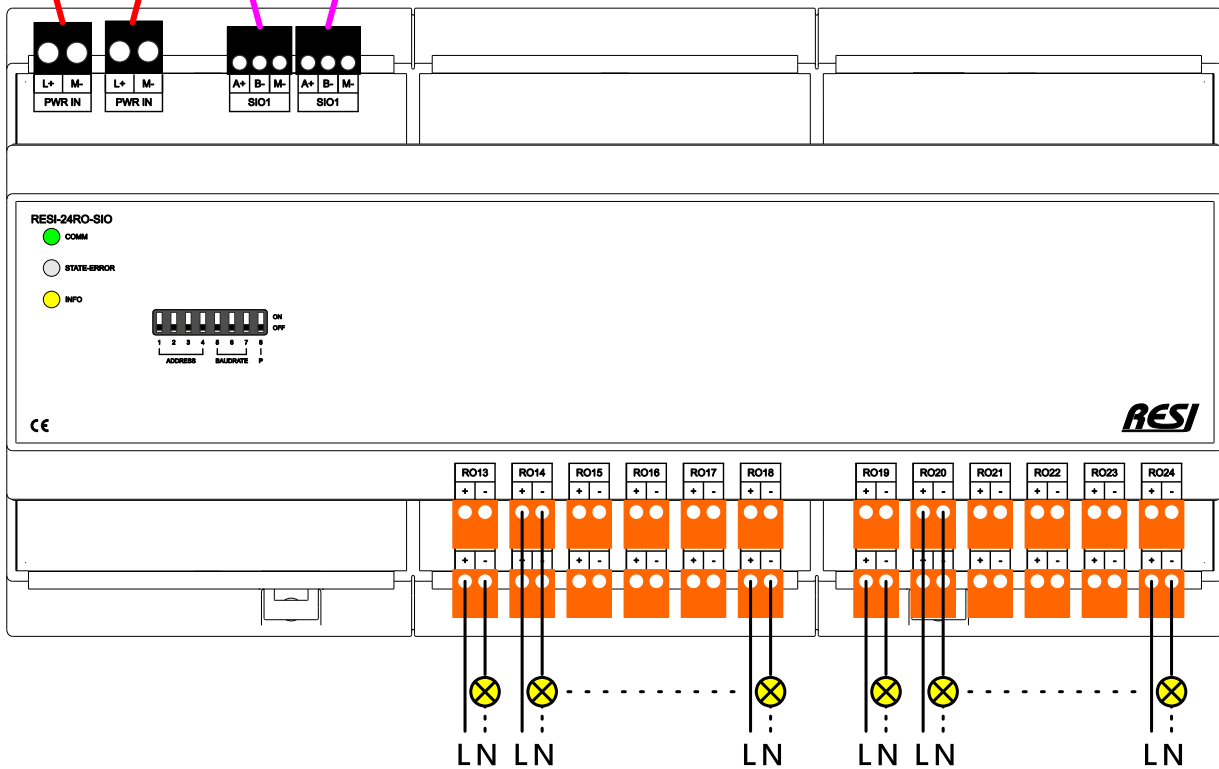 L+ M- L+ M- A+ B- M- A+ B- M-
PWR IN PWR IN SIO1 SIO1
RESI-24RO-SIO
COMM
STATE-ERROR
INFO
ON
OFF
1 2 3 4 5 6 7 8
ADDRESS BAUDRATE P
CE
RESI
RO13 RO14 RO15 RO16 RO17 RO18 RO19 RO20 RO21 RO22 RO23 RO24
+ - + - + - + - + - + - + - + - + - + - + - + -
+ - + - + - + - + - + - + - + - + - + - + - + -
L N L N L N L N L N L N